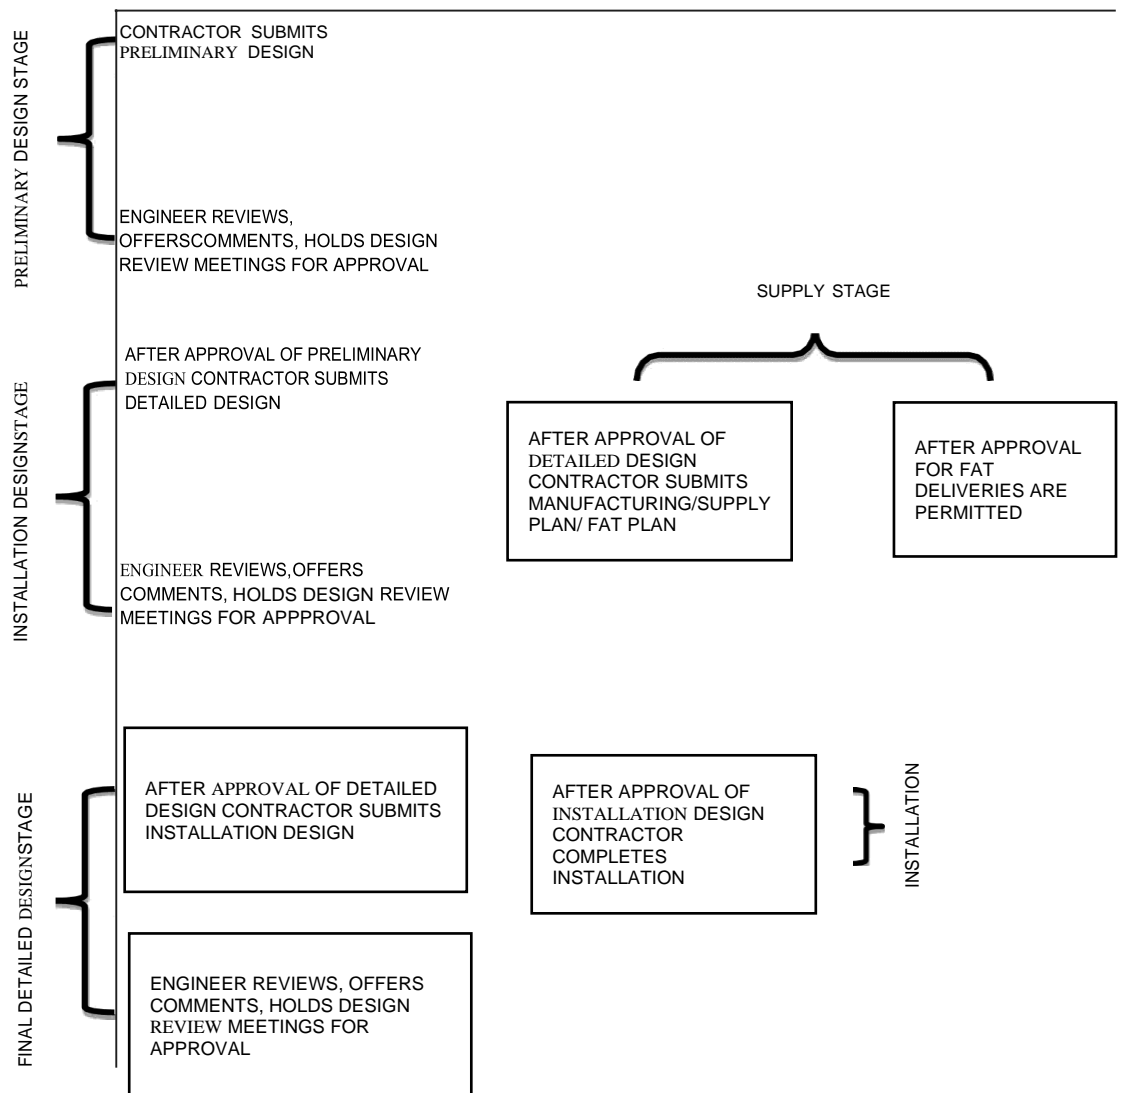 PRELIMINARY DESIGN STAGE
CONTRACTOR SUBMITS
PRELIMINARY DESIGN
ENGINEER REVIEWS,
OFFERSCOMMENTS, HOLDS DESIGN
REVIEW MEETINGS FOR APPROVAL
INSTALLATION DESIGNSTAGE
AFTER APPROVAL OF PRELIMINARY
DESIGN CONTRACTOR SUBMITS
DETAILED DESIGN
ENGINEER REVIEWS,OFFERS
COMMENTS, HOLDS DESIGN REVIEW
MEETINGS FOR APPPROVAL
SUPPLY STAGE
AFTER APPROVAL OF
DETAILED DESIGN
CONTRACTOR SUBMITS
MANUFACTURING/SUPPLY
PLAN/ FAT PLAN
AFTER APPROVAL
FOR FAT
DELIVERIES ARE
PERMITTED
FINAL DETAILED DESIGNSTAGE
AFTER APPROVAL OF DETAILED
DESIGN CONTRACTOR SUBMITS
INSTALLATION DESIGN
ENGINEER REVIEWS, OFFERS
COMMENTS, HOLDS DESIGN
REVIEW MEETINGS FOR
APPROVAL
AFTER APPROVAL OF
INSTALLATION DESIGN
CONTRACTOR
COMPLETES
INSTALLATION
INSTALLATION